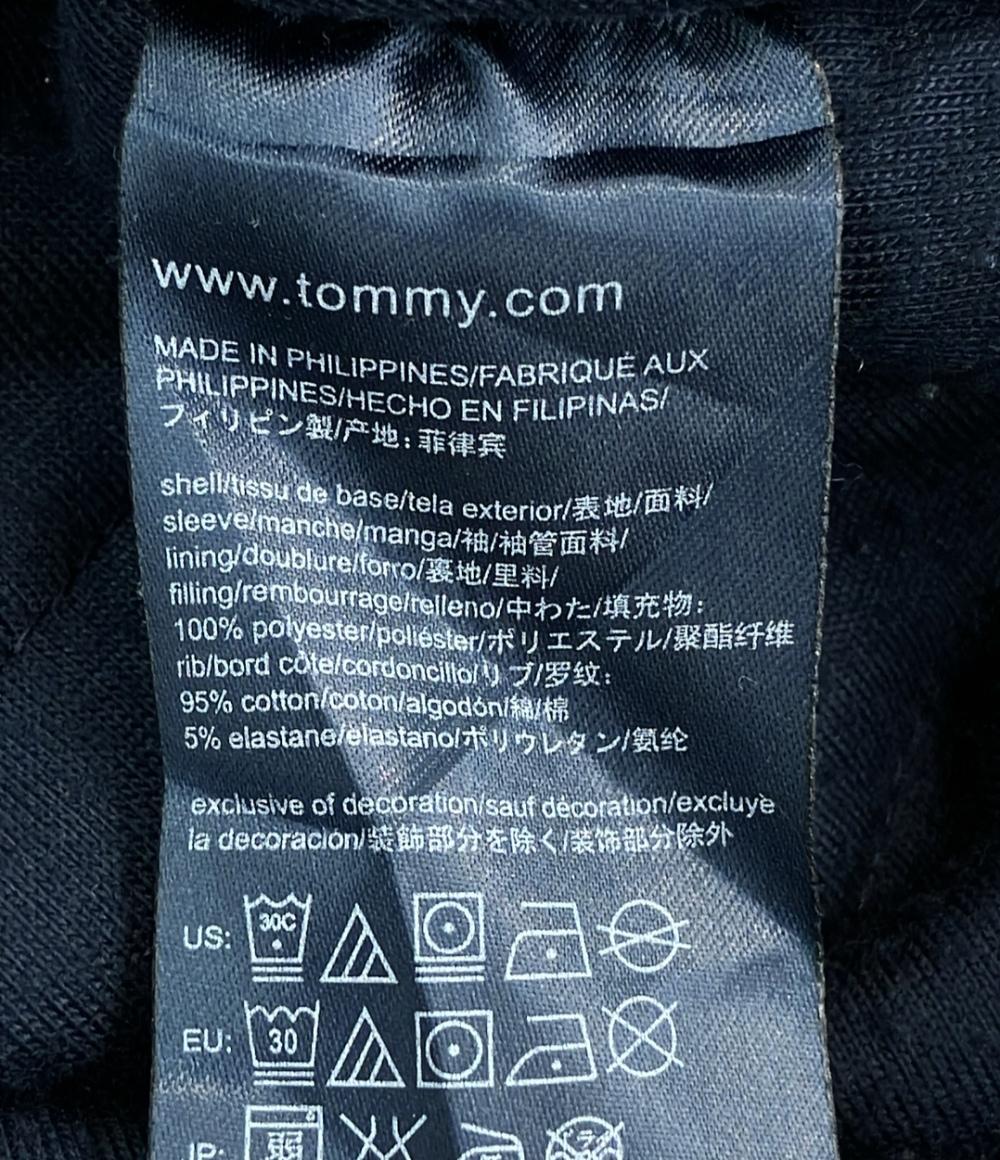 www.tommy.com
MADE IN PHILIPPINES/FABRIQUÉ AUX
PHILIPPINES/HECHO EN FILIPINAS/
フィリピン製/产地:菲律宾
shell/tissu de base/tela exterior/表地/面料/
sleeve/manche/manga/袖/袖管面料/
lining/doublure/forro/裏地/里料/
filling/rembourrage/relleno/中わた/填充物:
100% polyester/poliéster/ポリエステル/聚酯纤维
rib/bord côte/cordoncillo/リブ/罗纹:
95% cotton/coton/algodón/綿/棉
5% elastane/elastano/ポリウレタン/氨纶
exclusive of decoration/sauf décoration/excluye
la decoración/装飾部分を除く/装饰部分除外
US: 30C
EU: 30
JP: 弱 ドライ